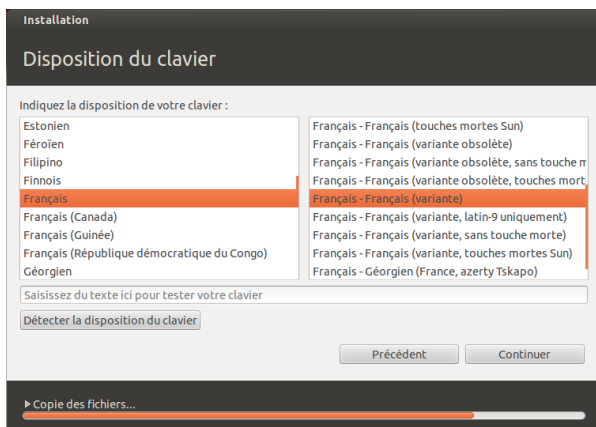 Installation
Disposition du clavier
Indiquez la disposition de votre clavier :
Estonien
Féroïen
Filipino
Finnois
Français
Français (Canada)
Français (Guinée)
Français (République démocratique du Congo)
Géorgien
Français - Français (touches mortes Sun)
Français - Français (variante obsolète)
Français - Français (variante obsolète, sans touche m
Français - Français (variante obsolète, touches mort
Français - Français (variante)
Français - Français (variante, latin-9 uniquement)
Français - Français (variante, sans touche morte)
Français - Français (variante, touches mortes Sun)
Français - Géorgien (France, azerty Tskapo)
Saisissez du texte ici pour tester votre clavier
Détecter la disposition du clavier
Précédent
Continuer
Copie des fichiers...